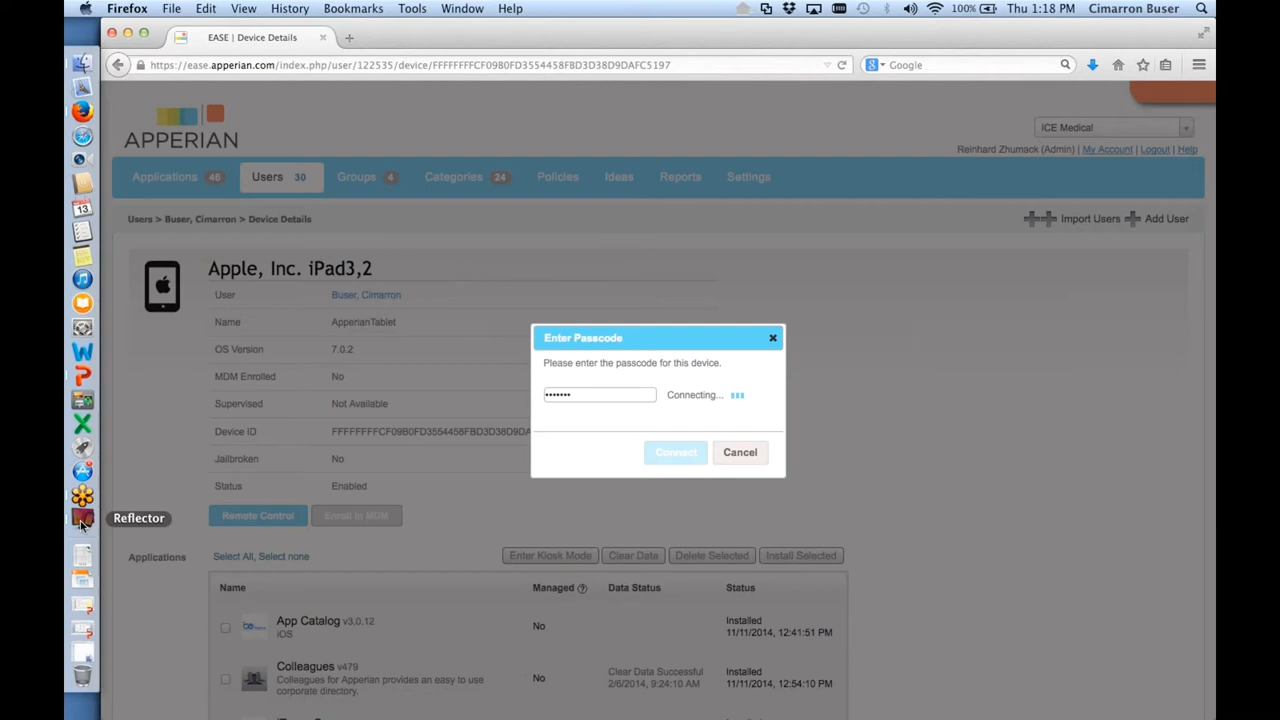 Firefox File Edit View History Bookmarks Tools Window Help 100% Thu 1:18 PM Cimarron Buser
EASE | Device Details
https://ease.apperian.com/index.php/user/122535/device/FFFFFFFFCF09B0FD3554458FBD3D38D9DAFC5197 Google
APPERIAN
ICE Medical
Reinhard Zhumack (Admin) | My Account | Logout | Help
Applications 46 Users 30 Groups 4 Categories 24 Policies Ideas Reports Settings
Users > Buser, Cimarron > Device Details Import Users Add User
Apple, Inc. iPad3,2
User Buser, Cimarron
Name ApperianTablet
OS Version 7.0.2
MDM Enrolled No
Supervised Not Available
Device ID FFFFFFFFCF09B0FD3554458FBD3D38D9DA
Jailbroken No
Status Enabled
Enter Passcode
Please enter the passcode for this device.
••••••• Connecting...
Connect Cancel
Reflector
Remote Control Enroll in MDM
Applications Select All, Select none Enter Kiosk Mode Clear Data Delete Selected Install Selected
Name Managed ? Data Status Status
App Catalog v3.0.12
iOS
No
Installed
11/11/2014, 12:41:51 PM
Colleagues v479
Colleagues for Apperian provides an easy to use
corporate directory.
No
Clear Data Successful
2/6/2014, 9:24:10 AM
Installed
11/11/2014, 12:54:10 PM